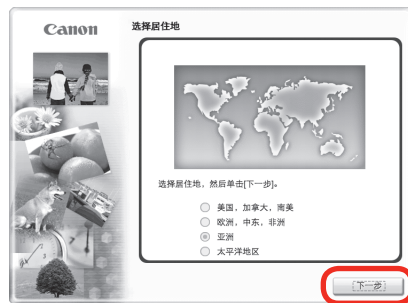 Canon
选择居住地
选择居住地，然后单击[下一步]。
美国，加拿大，南美
欧洲，中东，非洲
亚洲
太平洋地区
下一步